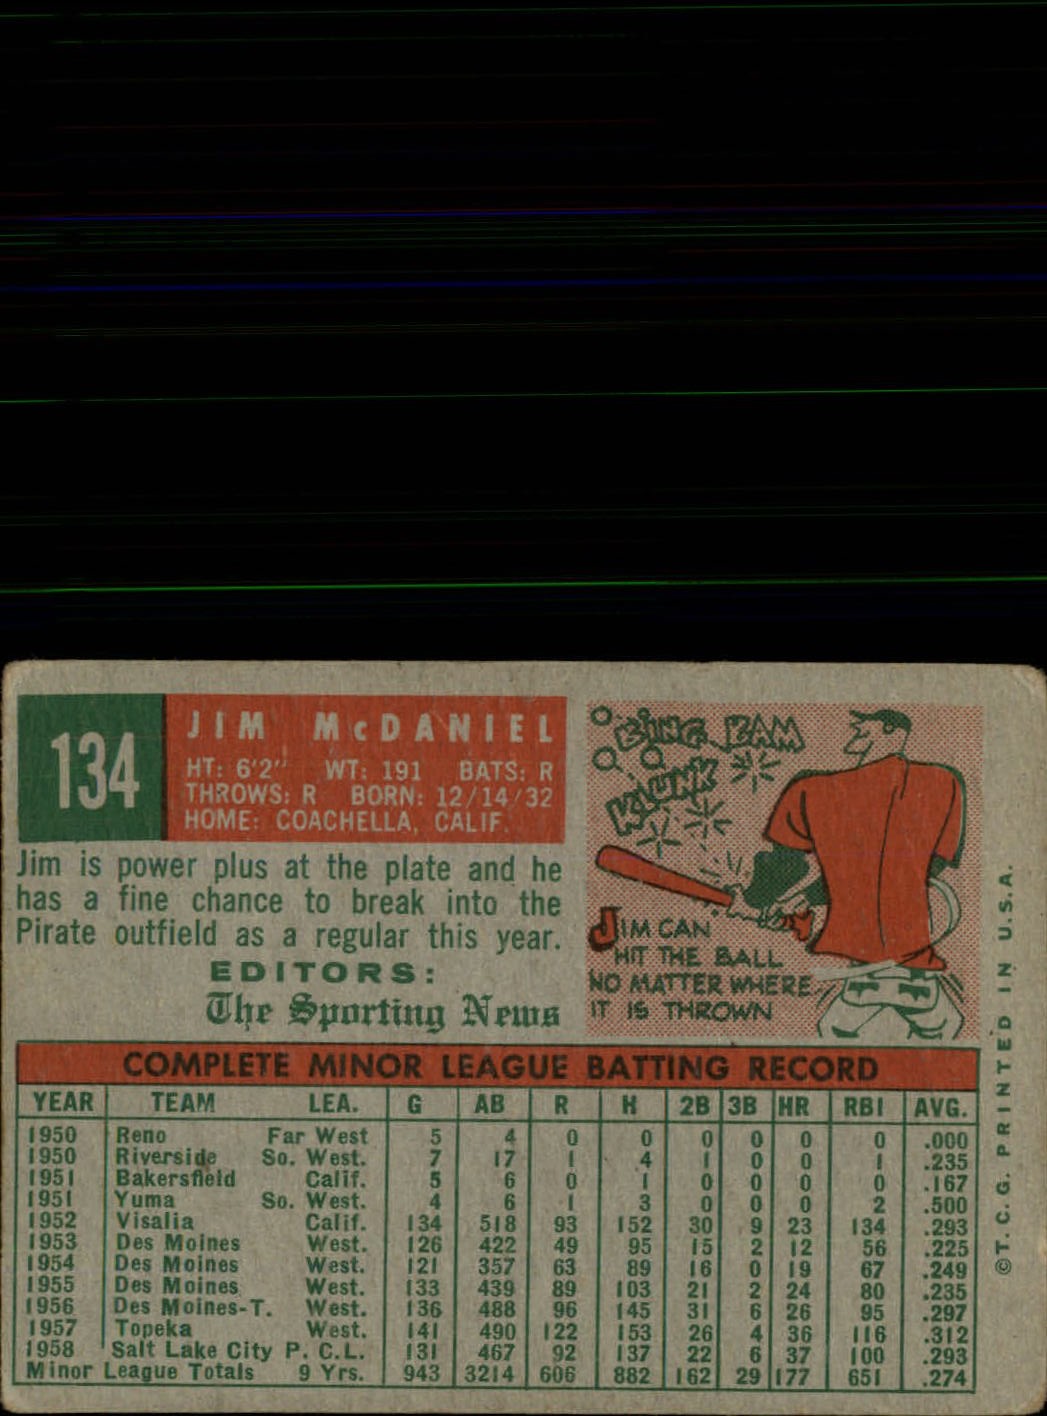 134
JIM McDANIEL
HT: 6'2" WT: 191 BATS: R
THROWS: R BORN: 12/14/32
HOME: COACHELLA, CALIF.
Jim is power plus at the plate and he
has a fine chance to break into the
Pirate outfield as a regular this year.
EDITORS:
The Sporting News
BING BAM
KLUNK
JIM CAN
HIT THE BALL
NO MATTER WHERE
IT IS THROWN
COMPLETE MINOR LEAGUE BATTING RECORD
YEAR TEAM LEA. G AB R H 2B 3B HR RBI AVG.
1950 Reno Far West 5 4 0 0 0 0 0 0 .000
1950 Riverside So. West. 7 17 1 4 1 0 0 1 .235
1951 Bakersfield Calif. 5 6 0 1 0 0 0 0 .167
1951 Yuma So. West. 4 6 1 3 0 0 0 2 .500
1952 Visalia Calif. 134 518 93 152 30 9 23 134 .293
1953 Des Moines West. 126 422 49 95 15 2 12 56 .225
1954 Des Moines West. 121 357 63 89 16 0 19 67 .249
1955 Des Moines West. 133 439 89 103 21 2 24 80 .235
1956 Des Moines-T. West. 136 488 96 145 31 6 26 95 .297
1957 Topeka West. 141 490 122 153 26 4 36 116 .312
1958 Salt Lake City P. C. L. 131 467 92 137 22 6 37 100 .293
Minor League Totals 9 Yrs. 943 3214 606 882 162 29 177 651 .274
© T. C. G. PRINTED IN U.S.A.